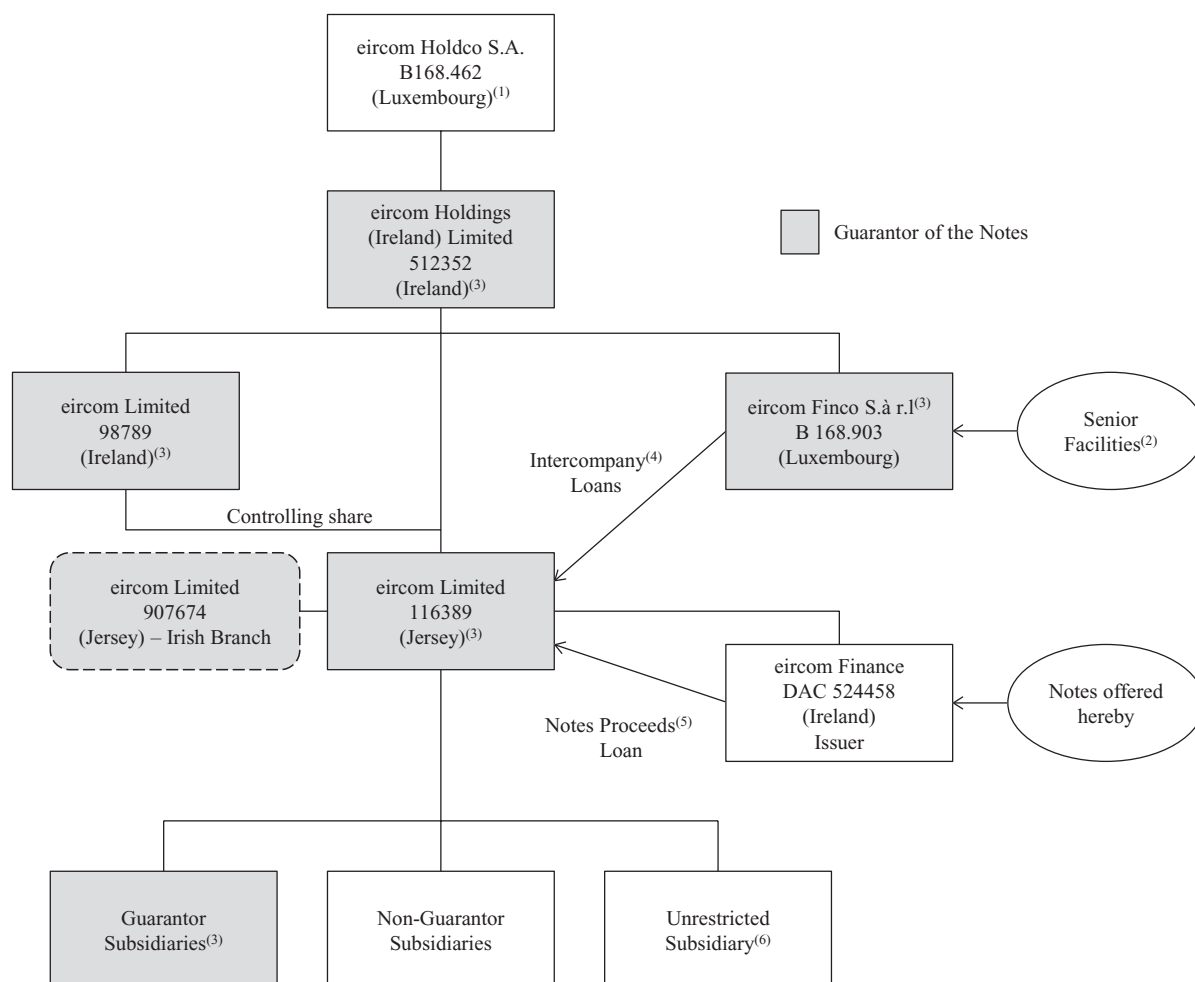 eircom Holdco S.A.
B168.462
(Luxembourg)(1)
eircom Holdings
(Ireland) Limited
512352
(Ireland)(3)
Guarantor of the Notes
eircom Limited
98789
(Ireland)(3)
eircom Finco S.à r.l(3)
B 168.903
(Luxembourg)
Senior
Facilities(2)
Intercompany(4)
Loans
Controlling share
eircom Limited
907674
(Jersey) – Irish Branch
eircom Limited
116389
(Jersey)(3)
eircom Finance
DAC 524458
(Ireland)
Issuer
Notes offered
hereby
Notes Proceeds(5)
Loan
Guarantor
Subsidiaries(3)
Non-Guarantor
Subsidiaries
Unrestricted
Subsidiary(6)